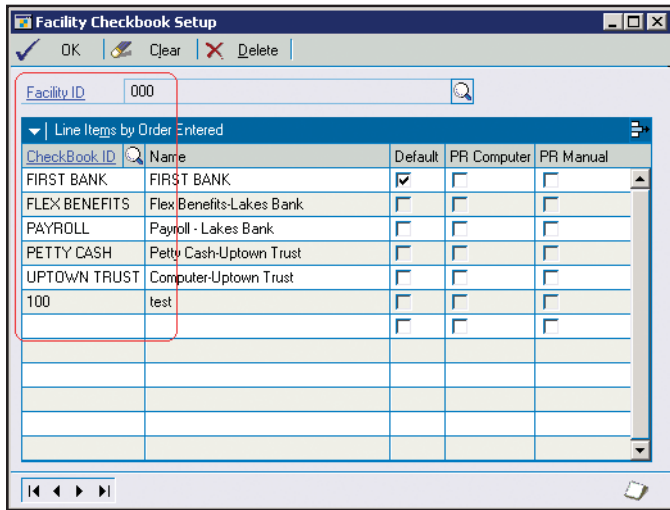 Facility Checkbook Setup
OK Clear Delete
Facility ID 000
Line Items by Order Entered
CheckBook ID Name Default PR Computer PR Manual
FIRST BANK FIRST BANK
FLEX BENEFITS Flex Benefits-Lakes Bank
PAYROLL Payroll - Lakes Bank
PETTY CASH Petty Cash-Uptown Trust
UPTOWN TRUST Computer-Uptown Trust
100 test